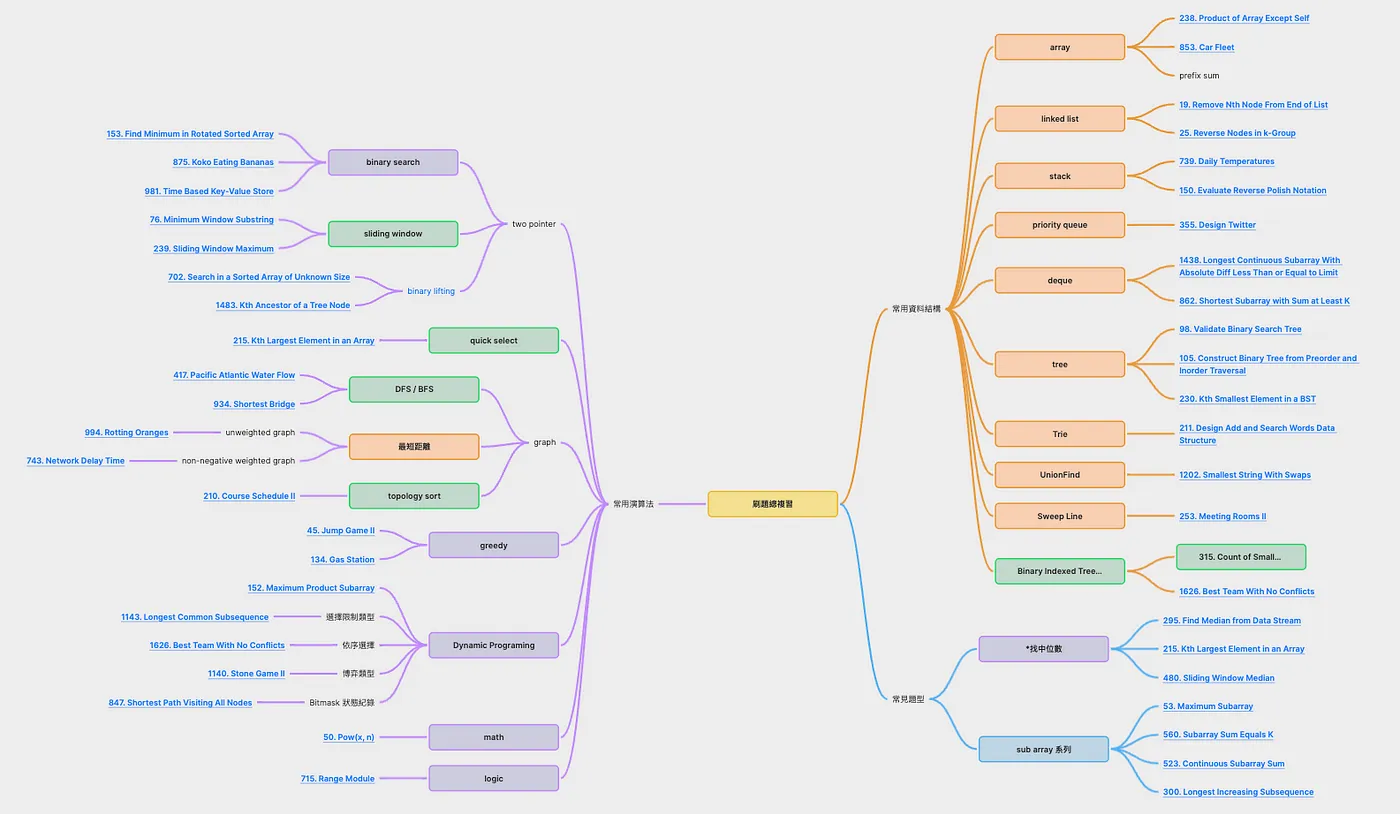 刷題總複習
常用演算法
two pointer
binary search
153. Find Minimum in Rotated Sorted Array
875. Koko Eating Bananas
981. Time Based Key-Value Store
sliding window
76. Minimum Window Substring
239. Sliding Window Maximum
binary lifting
702. Search in a Sorted Array of Unknown Size
1483. Kth Ancestor of a Tree Node
quick select
215. Kth Largest Element in an Array
graph
DFS / BFS
417. Pacific Atlantic Water Flow
934. Shortest Bridge
最短距離
unweighted graph
994. Rotting Oranges
non-negative weighted graph
743. Network Delay Time
topology sort
210. Course Schedule II
greedy
45. Jump Game II
134. Gas Station
Dynamic Programing
152. Maximum Product Subarray
選擇限制類型
1143. Longest Common Subsequence
依序選擇
1626. Best Team With No Conflicts
博弈類型
1140. Stone Game II
Bitmask 狀態紀錄
847. Shortest Path Visiting All Nodes
math
50. Pow(x, n)
logic
715. Range Module
常用資料結構
array
238. Product of Array Except Self
853. Car Fleet
prefix sum
linked list
19. Remove Nth Node From End of List
25. Reverse Nodes in k-Group
stack
739. Daily Temperatures
150. Evaluate Reverse Polish Notation
priority queue
355. Design Twitter
deque
1438. Longest Continuous Subarray With
Absolute Diff Less Than or Equal to Limit
862. Shortest Subarray with Sum at Least K
tree
98. Validate Binary Search Tree
105. Construct Binary Tree from Preorder and
Inorder Traversal
230. Kth Smallest Element in a BST
Trie
211. Design Add and Search Words Data
Structure
UnionFind
1202. Smallest String With Swaps
Sweep Line
253. Meeting Rooms II
Binary Indexed Tree...
315. Count of Small...
1626. Best Team With No Conflicts
常見題型
*找中位數
295. Find Median from Data Stream
215. Kth Largest Element in an Array
480. Sliding Window Median
sub array 系列
53. Maximum Subarray
560. Subarray Sum Equals K
523. Continuous Subarray Sum
300. Longest Increasing Subsequence